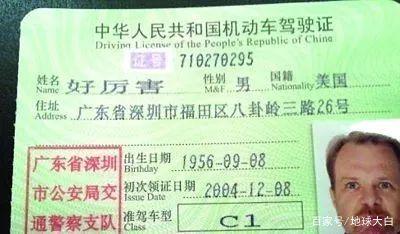 中华人民共和国机动车驾驶证
Driving License of the People's Republic of China
证号 710270295
姓名 Name 好厉害 性别 M&F 男 国籍 Nationality 美国
住址 Address 广东省深圳市福田区八卦岭三路26号
广东省深圳
市公安局交
通警察支队
出生日期 Birthday 1956-09-08
初次领证日期 Issue Date 2004-12-08
准驾车型 Class C1
百家号/地球大白